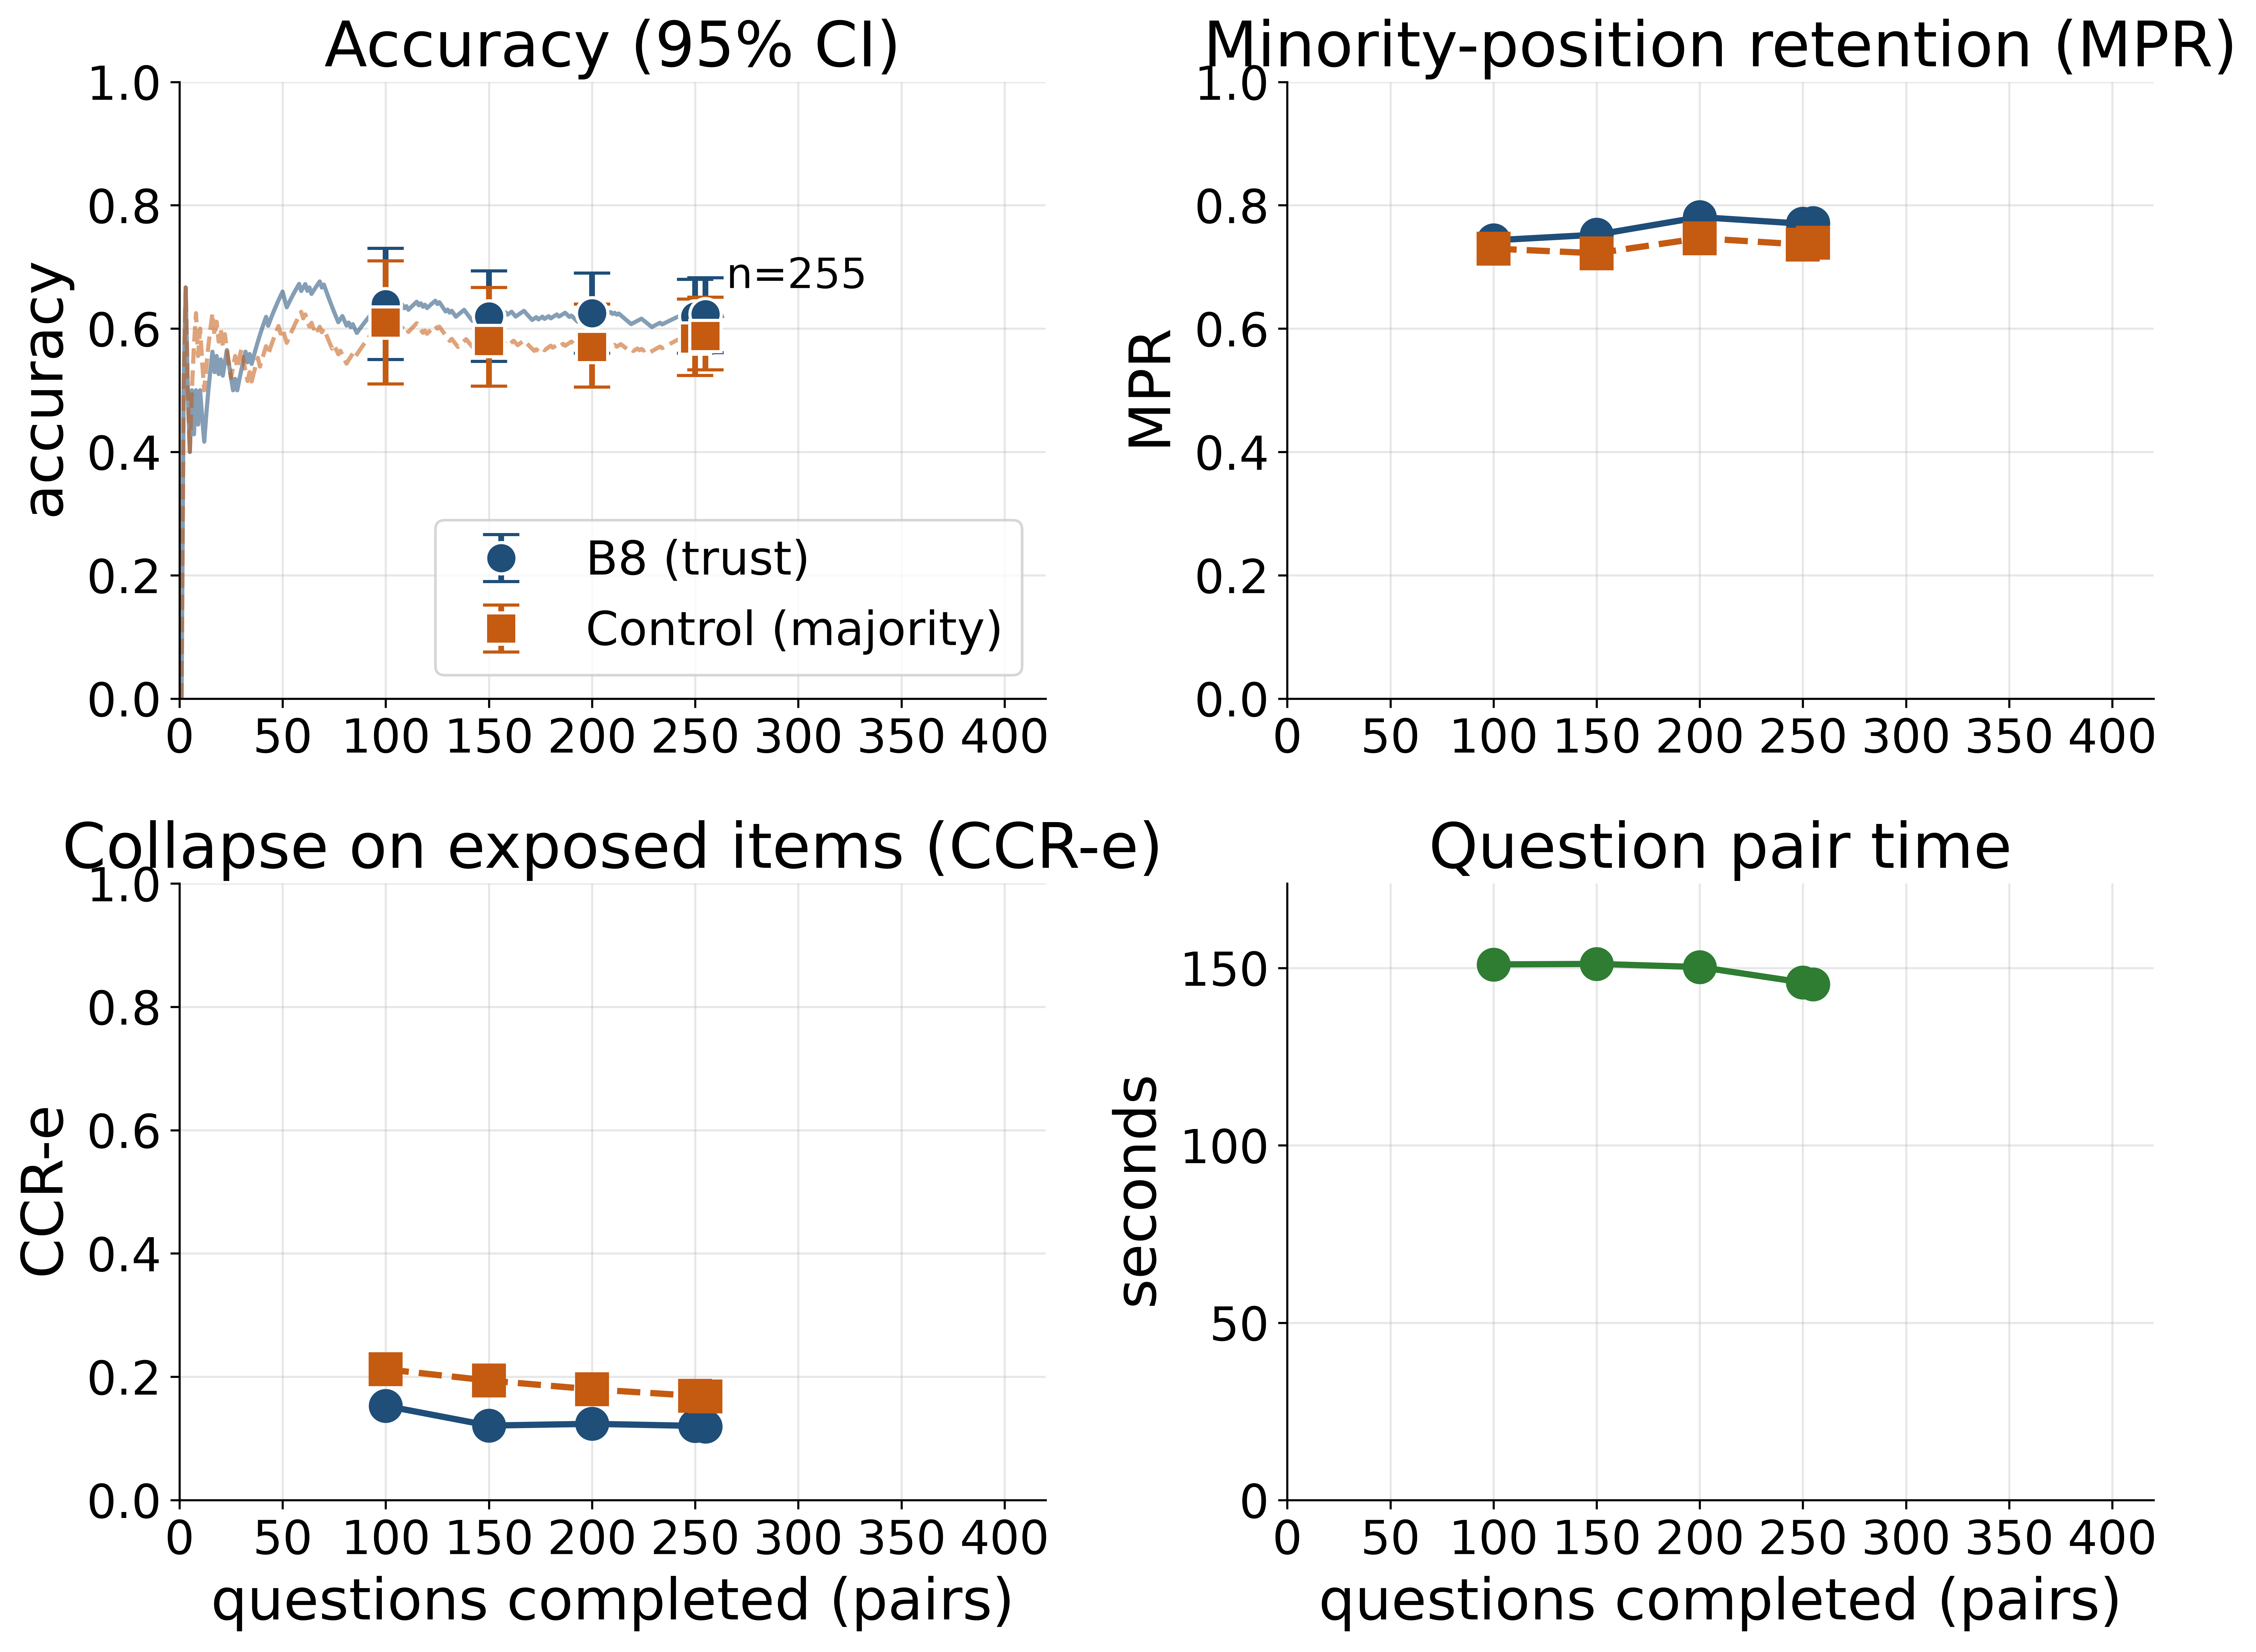 Accuracy (95% CI)
1.0
0.8
0.6
0.4
0.2
0.0
accuracy
n=255
B8 (trust)
Control (majority)
0 50 100 150 200 250 300 350 400
Minority-position retention (MPR)
1.0
0.8
0.6
0.4
0.2
0.0
MPR
0 50 100 150 200 250 300 350 400
Collapse on exposed items (CCR-e)
1.0
0.8
0.6
0.4
0.2
0.0
CCR-e
0 50 100 150 200 250 300 350 400
questions completed (pairs)
Question pair time
150
100
50
0
seconds
0 50 100 150 200 250 300 350 400
questions completed (pairs)